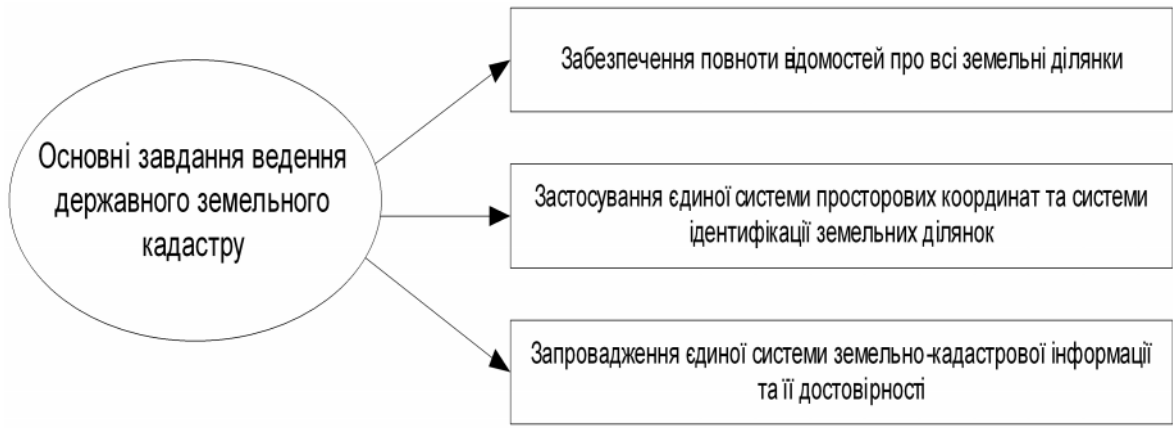 Основні завдання ведення
державного земельного
кадастру
Забезпечення повноти відомостей про всі земельні ділянки
Застосування єдиної системи просторових координат та системи
ідентифікації земельних ділянок
Запровадження єдиної системи земельно-кадастрової інформації
та її достовірності